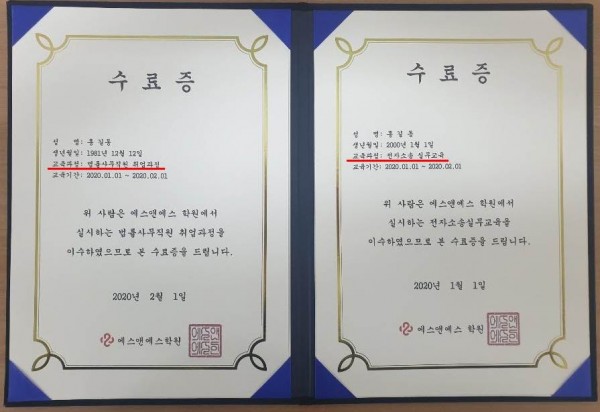 수료증
성 명: 홍길동
생년월일: 1981년 12월 12일
교육과정: 법률사무직원 취업과정
교육기간: 2020.01.01 ~ 2020.02.01
위 사람은 에스앤에스 학원에서
실시하는 법률사무직원 취업과정을
이수하였으므로 본 수료증을 드립니다.
2020년 2월 1일
에스앤에스학원
수료증
성 명: 홍길동
생년월일: 2000년 1월 1일
교육과정: 전자소송 실무교육
교육기간: 2020.01.01 ~ 2020.02.01
위 사람은 에스앤에스 학원에서
실시하는 전자소송실무교육을
이수하였으므로 본 수료증을 드립니다.
2020년 1월 1일
에스앤에스 학원